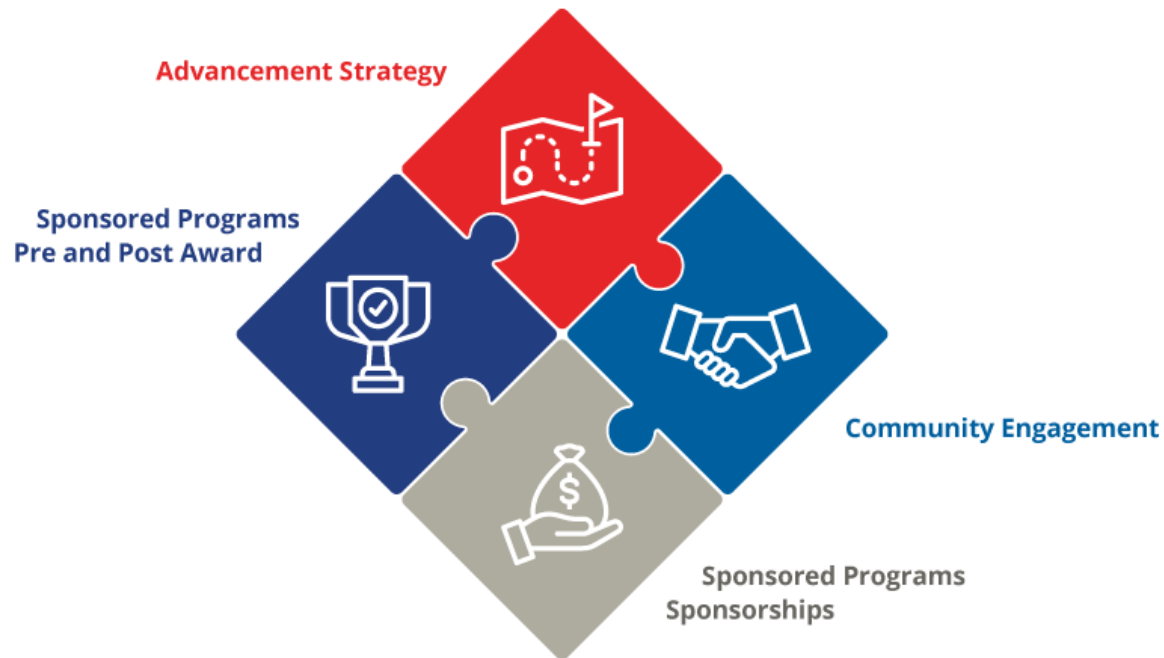 Advancement Strategy
Sponsored Programs
Pre and Post Award
$
Community Engagement
Sponsored Programs
Sponsorships